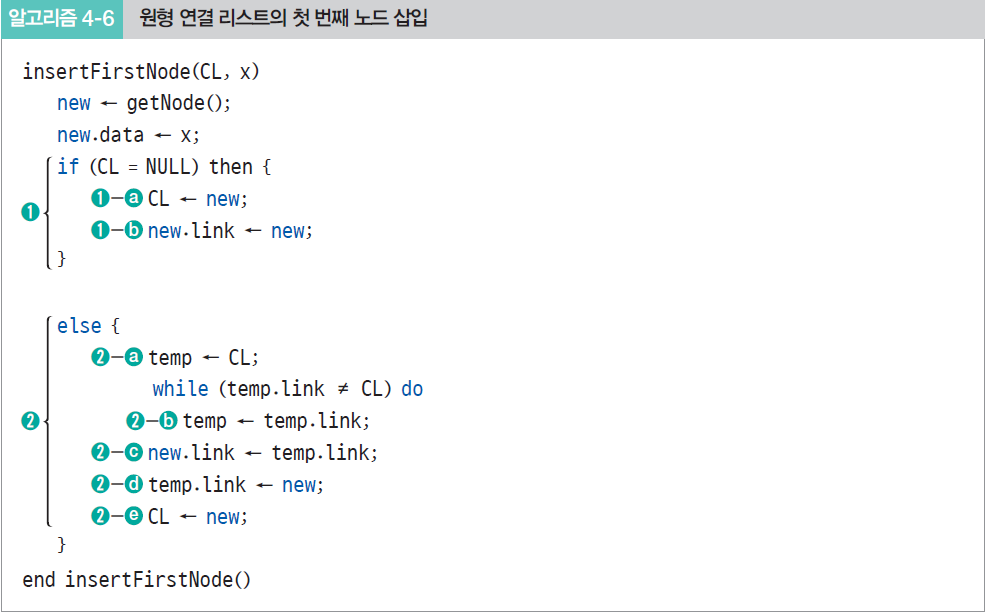 알고리즘 4-6 원형 연결 리스트의 첫 번째 노드 삽입
insertFirstNode(CL, x)
new ← getNode();
new.data ← x;
if (CL = NULL) then {
❶-ⓐ CL ← new;
❶
❶-ⓑ new.link ← new;
}
else {
❷-ⓐ temp ← CL;
while (temp.link ≠ CL) do
❷
❷-ⓑ temp ← temp.link;
❷-ⓒ new.link ← temp.link;
❷-ⓓ temp.link ← new;
❷-ⓔ CL ← new;
}
end insertFirstNode()